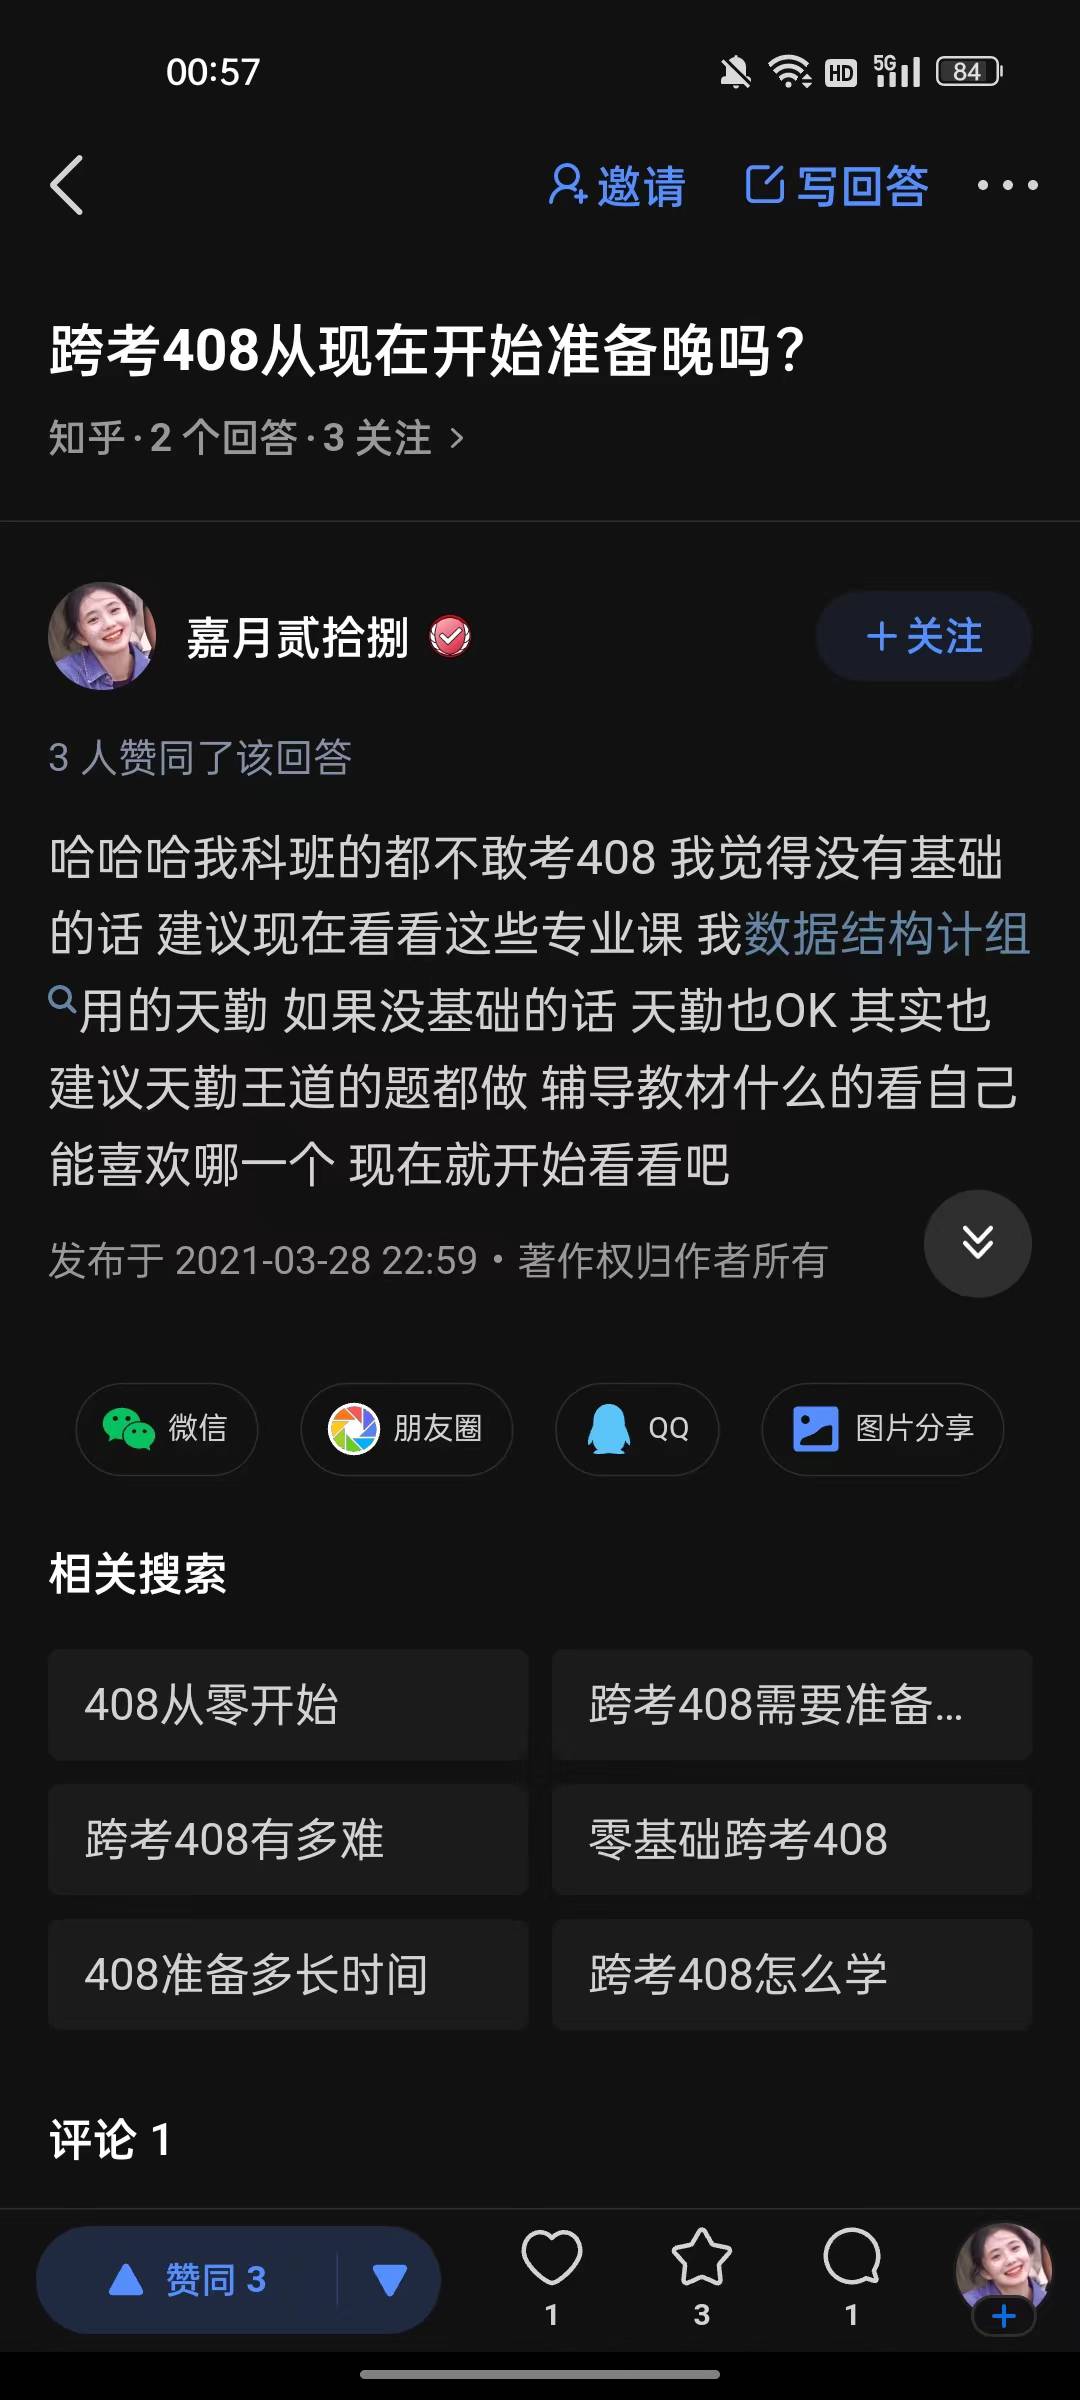 00:57
HD
5G
84
邀请
写回答
跨考408从现在开始准备晚吗？
知乎·2 个回答·3 关注
嘉月贰拾捌
关注
3 人赞同了该回答
哈哈哈我科班的都不敢考408 我觉得没有基础
的话 建议现在看看这些专业课 我数据结构计组
用的天勤 如果没基础的话 天勤也OK 其实也
建议天勤王道的题都做 辅导教材什么的看自己
能喜欢哪一个 现在就开始看看吧
发布于 2021-03-28 22:59·著作权归作者所有
微信
朋友圈
QQ
图片分享
相关搜索
408从零开始
跨考408需要准备...
跨考408有多难
零基础跨考408
408准备多长时间
跨考408怎么学
评论 1
赞同 3
1
3
1